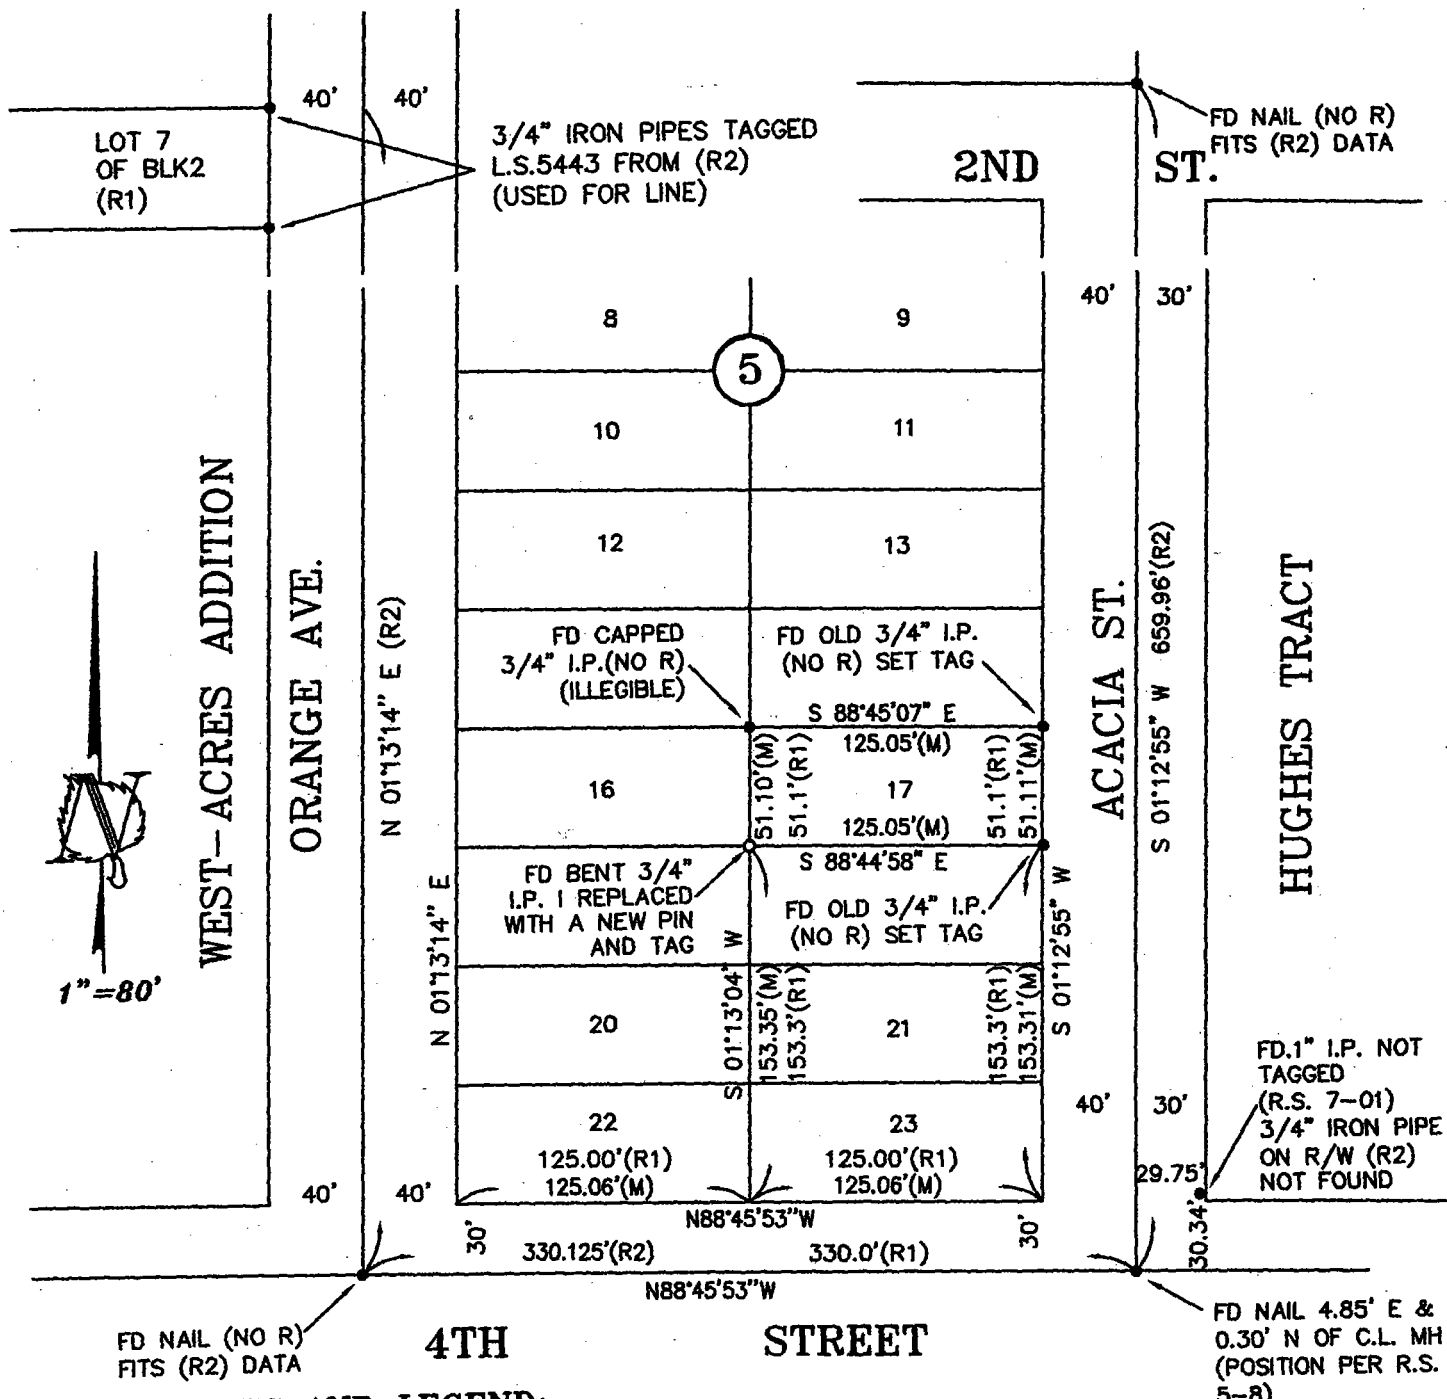 40'
40'
LOT 7
OF BLK2
(R1)
3/4" IRON PIPES TAGGED
L.S.5443 FROM (R2)
(USED FOR LINE)
FD NAIL (NO R)
FITS (R2) DATA
2ND ST.
40'
30'
8
9
5
10
11
12
13
WEST-ACRES ADDITION
ORANGE AVE.
N 01°13'14" E (R2)
ACACIA ST.
S 01°12'55" W 659.96'(R2)
HUGHES TRACT
FD CAPPED
3/4" I.P.(NO R)
(ILLEGIBLE)
FD OLD 3/4" I.P.
(NO R) SET TAG
S 88°45'07" E
125.05'(M)
51.10'(M)
51.1'(R1)
51.1'(R1)
51.11'(M)
16
17
125.05'(M)
S 88°44'58" E
FD BENT 3/4"
I.P. I REPLACED
WITH A NEW PIN
AND TAG
FD OLD 3/4" I.P.
(NO R) SET TAG
N
1"=80'
N 01°13'14" E
S 01°13'04" W
153.35'(M)
153.3'(R1)
153.3'(R1)
153.31'(M)
S 01°12'55" W
20
21
22
23
125.00'(R1)
125.06'(M)
125.00'(R1)
125.06'(M)
40'
30'
FD.1" I.P. NOT
TAGGED
(R.S. 7-01)
3/4" IRON PIPE
ON R/W (R2)
NOT FOUND
29.75'
30.34'
40'
40'
N88°45'53"W
30'
30'
330.125'(R2)
330.0'(R1)
N88°45'53"W
FD NAIL (NO R)
FITS (R2) DATA
4TH STREET
FD NAIL 4.85' E &
0.30' N OF C.L. MH
(POSITION PER R.S.
5-8)
LEGEND: